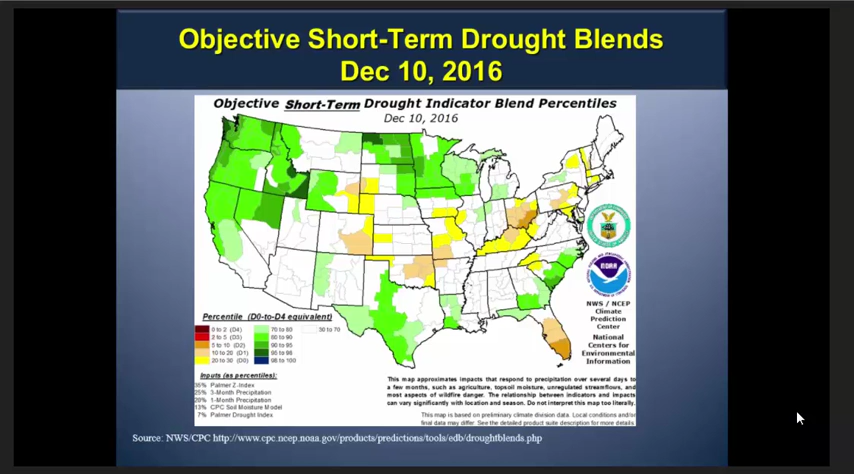 Objective Short-Term Drought Blends
Dec 10, 2016
Objective Short-Term Drought Indicator Blend Percentiles
Dec 10, 2016
NOAA
NWS / NCEP
Climate
Prediction
Center
National
Centers for
Environmental
Information
Percentile (D0-to-D4 equivalent)
0 to 2 (D4) 70 to 80 30 to 70
2 to 5 (D3) 80 to 90
5 to 10 (D2) 90 to 95
10 to 20 (D1) 95 to 98
20 to 30 (D0) 98 to 100
Inputs (as percentiles):
Palmer Z-Index
25% 3-Month Precipitation
20% 1-Month Precipitation
13% CPC Soil Moisture Model
7% Palmer Drought Index
This map approximates impacts that respond to precipitation over several days to
a few months, such as agriculture, topsoil moisture, unregulated streamflows, and
most aspects of wildfire danger. The relationship between indicators and impacts
can vary significantly with location and season. Do not interpret this map too literally.
This map is based on preliminary climate division data. Local conditions and/or
final data may differ. See the detailed product suite description for more details
Source: NWS/CPC http://www.cpc.ncep.noaa.gov/products/predictions/tools/edb/droughtblends.php